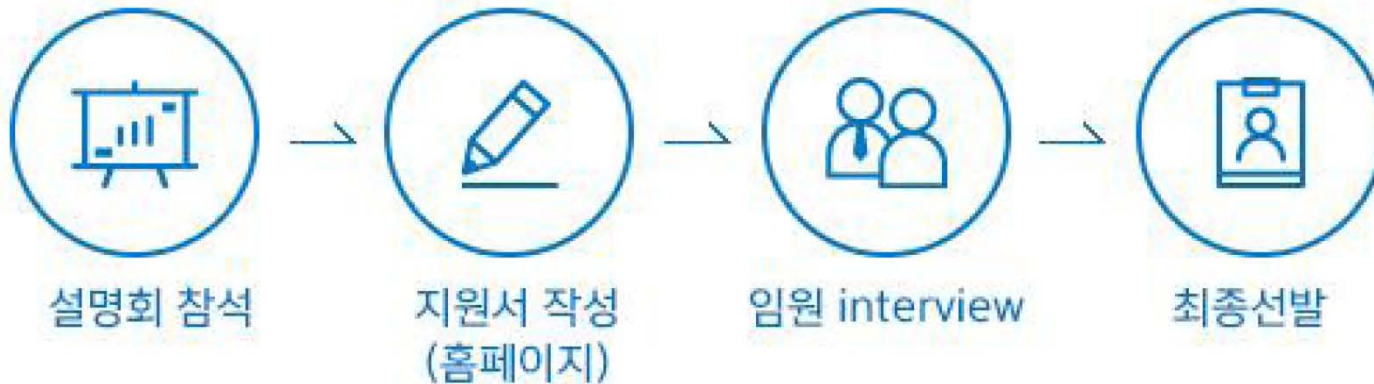 설명회 참석
지원서 작성
(홈페이지)
임원 interview
최종선발